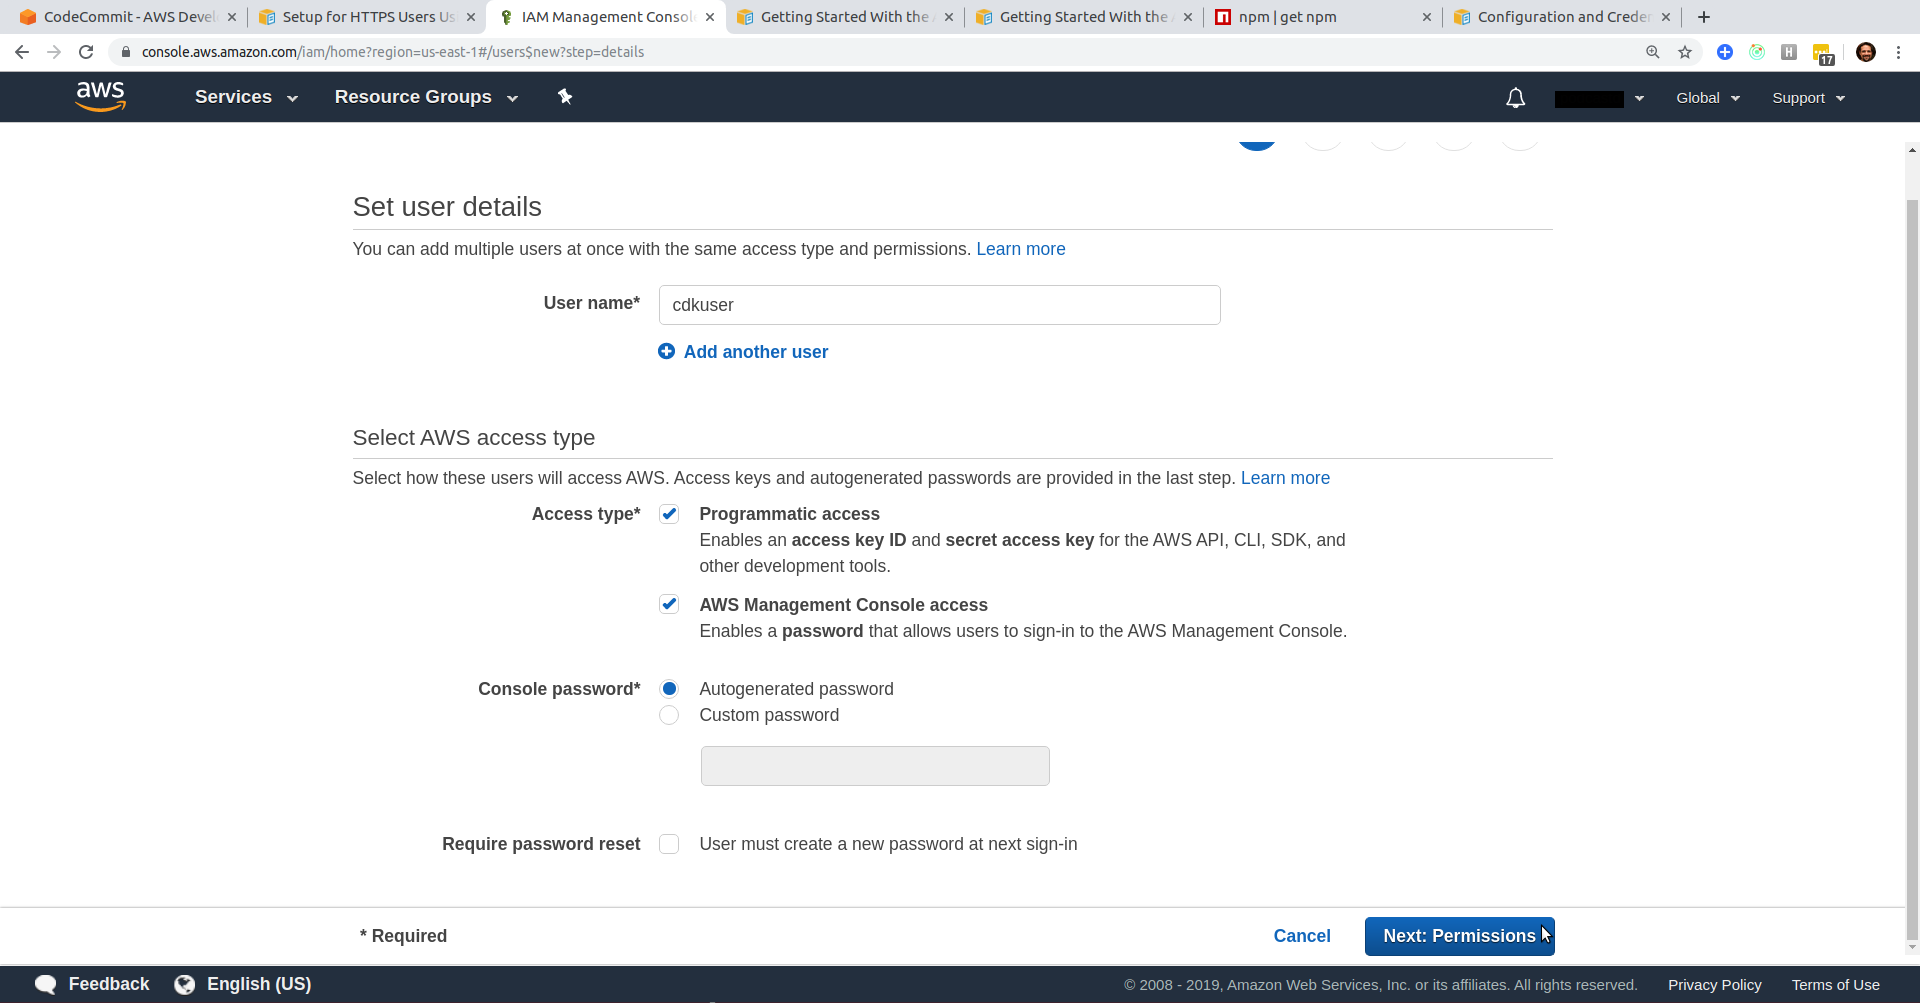 CodeCommit - AWS Devel
Setup for HTTPS Users Us
IAM Management Consol
Getting Started With the
Getting Started With the
npm | get npm
Configuration and Creder
console.aws.amazon.com/iam/home?region=us-east-1#/users$new?step=details
H
17
aws
Services
Resource Groups
Global
Support
Set user details
You can add multiple users at once with the same access type and permissions. Learn more
User name*
cdkuser
Add another user
Select AWS access type
Select how these users will access AWS. Access keys and autogenerated passwords are provided in the last step. Learn more
Access type*
Programmatic access
Enables an access key ID and secret access key for the AWS API, CLI, SDK, and
other development tools.
AWS Management Console access
Enables a password that allows users to sign-in to the AWS Management Console.
Console password*
Autogenerated password
Custom password
Require password reset
User must create a new password at next sign-in
* Required
Cancel
Next: Permissions
Feedback
English (US)
© 2008 - 2019, Amazon Web Services, Inc. or its affiliates. All rights reserved.
Privacy Policy
Terms of Use